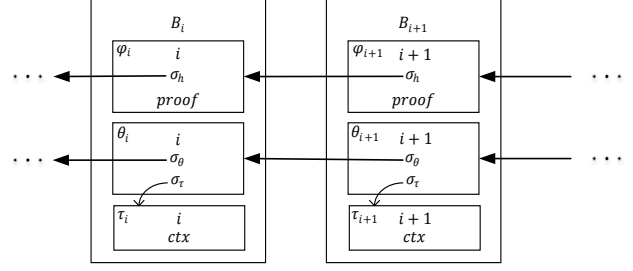 B_i B_{i+1}
φ_i i φ_{i+1} i + 1
··· σ_h σ_h ···
proof proof
θ_i i θ_{i+1} i + 1
··· σ_θ σ_θ ···
σ_τ σ_τ
τ_i i τ_{i+1} i + 1
ctx ctx